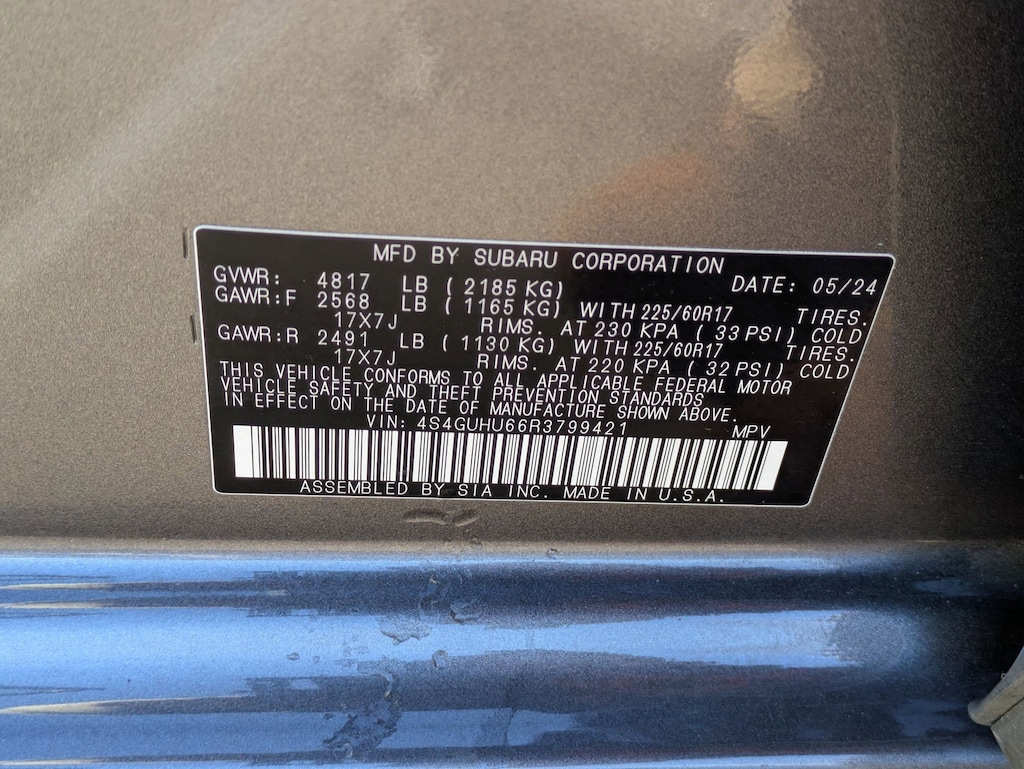 MFD BY SUBARU CORPORATION
GVWR: 4817 LB ( 2185 KG) DATE: 05/24
GAWR:F 2568 LB ( 1165 KG) WITH 225/60R17 TIRES.
17X7J RIMS. AT 230 KPA ( 33 PSI) COLD
GAWR:R 2491 LB ( 1130 KG) WITH 225/60R17 TIRES.
17X7J RIMS. AT 220 KPA ( 32 PSI) COLD
THIS VEHICLE CONFORMS TO ALL APPLICABLE FEDERAL MOTOR
VEHICLE SAFETY AND THEFT PREVENTION STANDARDS
IN EFFECT ON THE DATE OF MANUFACTURE SHOWN ABOVE.
VIN: 4S4GUHU66R3799421 MPV
ASSEMBLED BY SIA INC. MADE IN U.S.A.